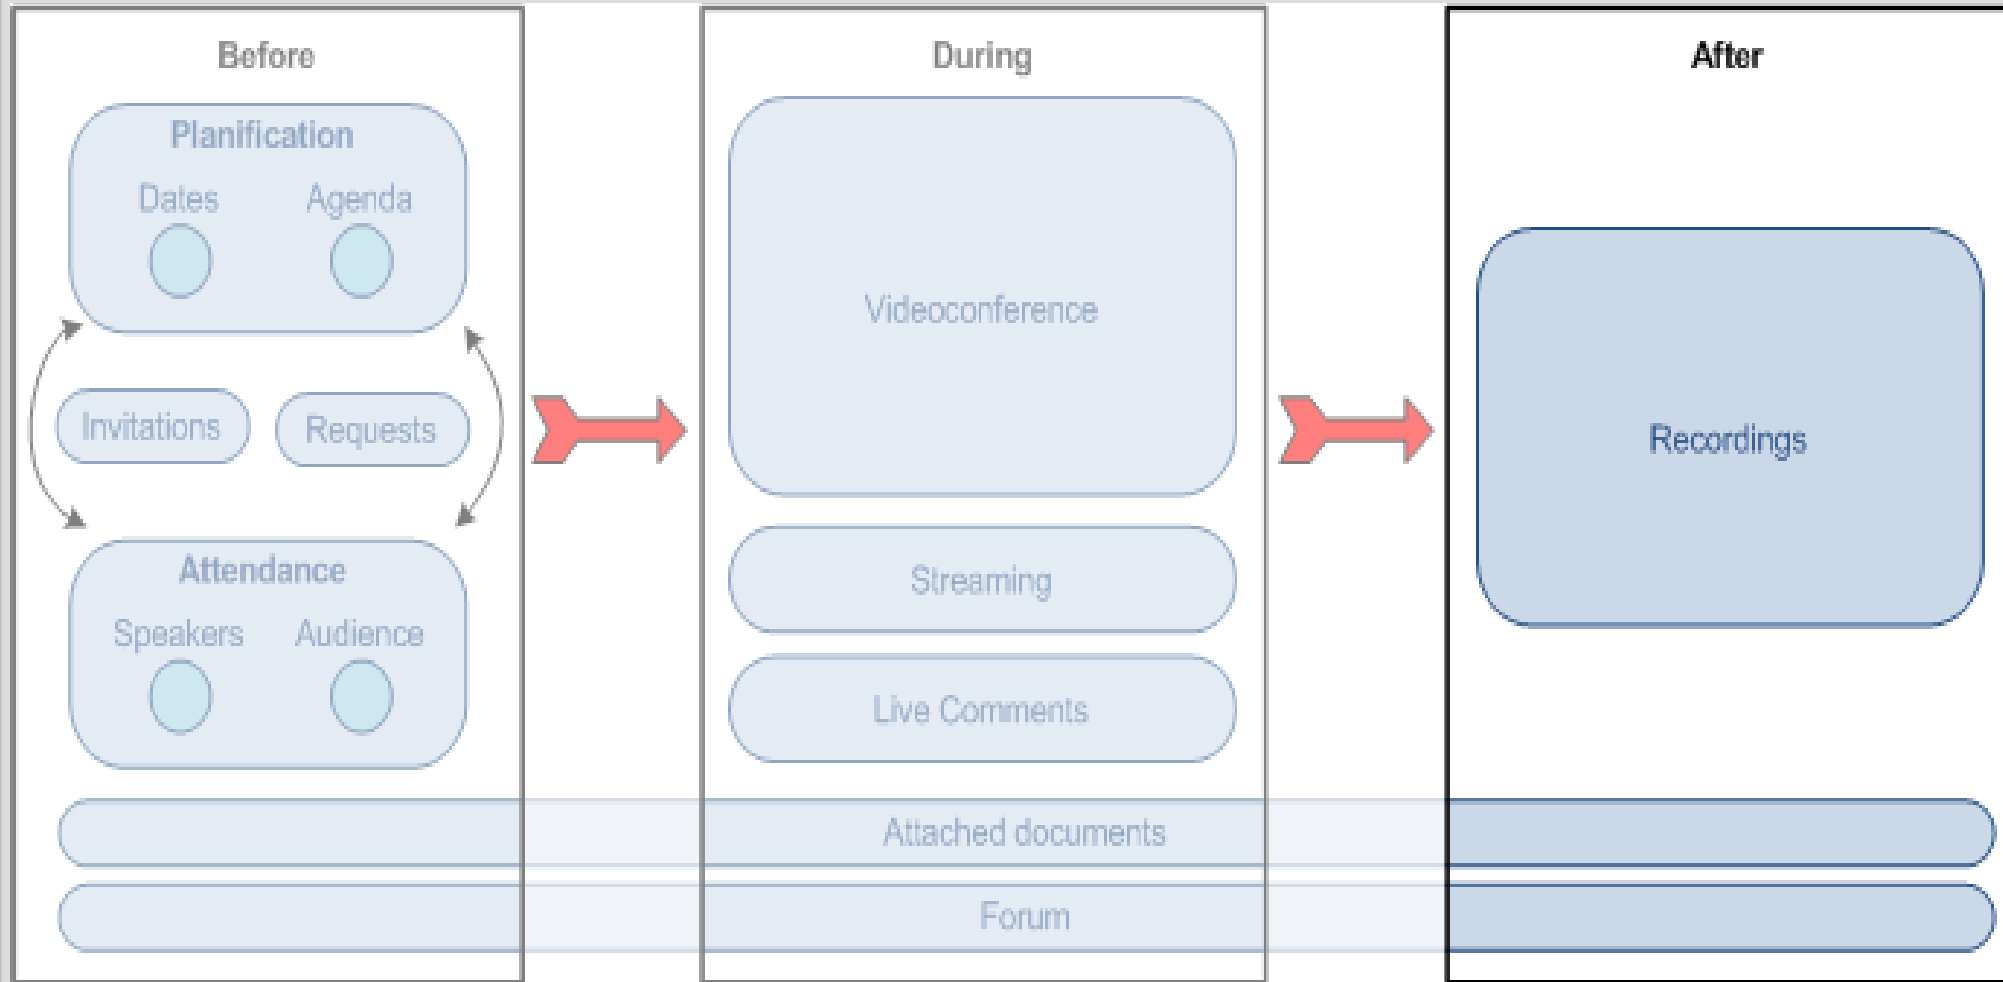 Before
Planification
Dates
Agenda
Invitations
Requests
Attendance
Speakers
Audience
During
Videoconference
Streaming
Live Comments
After
Recordings
Attached documents
Forum